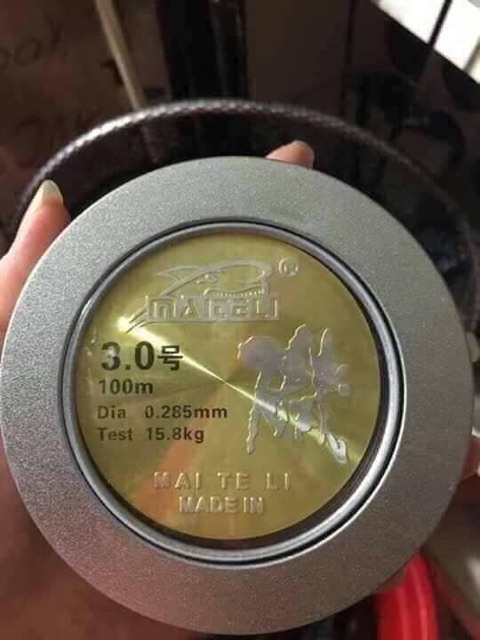 MAITELI ®
3.0号
100m
Dia 0.285mm
Test 15.8kg
MAI TE LI
MADE IN